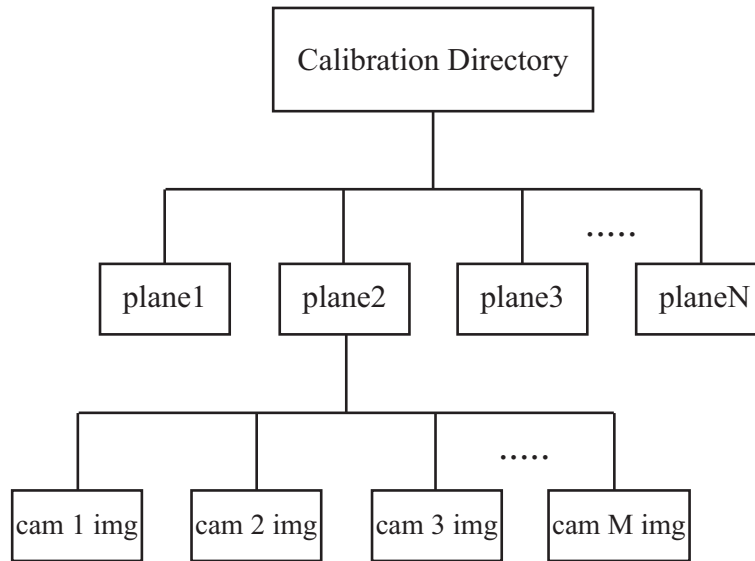 Calibration Directory
.....
plane1 plane2 plane3 planeN
.....
cam 1 img cam 2 img cam 3 img cam M img